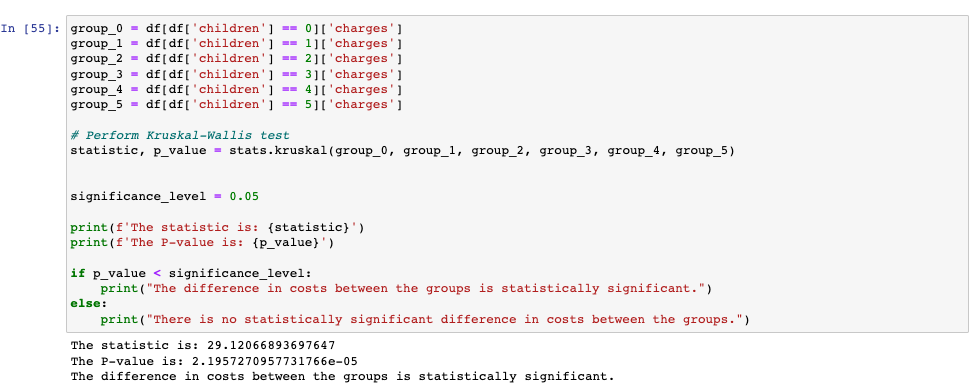 In [55]: group_0 = df[df['children'] == 0]['charges']
group_1 = df[df['children'] == 1]['charges']
group_2 = df[df['children'] == 2]['charges']
group_3 = df[df['children'] == 3]['charges']
group_4 = df[df['children'] == 4]['charges']
group_5 = df[df['children'] == 5]['charges']
# Perform Kruskal-Wallis test
statistic, p_value = stats.kruskal(group_0, group_1, group_2, group_3, group_4, group_5)
significance_level = 0.05
print(f'The statistic is: {statistic}')
print(f'The P-value is: {p_value}')
if p_value < significance_level:
    print("The difference in costs between the groups is statistically significant.")
else:
    print("There is no statistically significant difference in costs between the groups.")
The statistic is: 29.12066893697647
The P-value is: 2.1957270957731766e-05
The difference in costs between the groups is statistically significant.